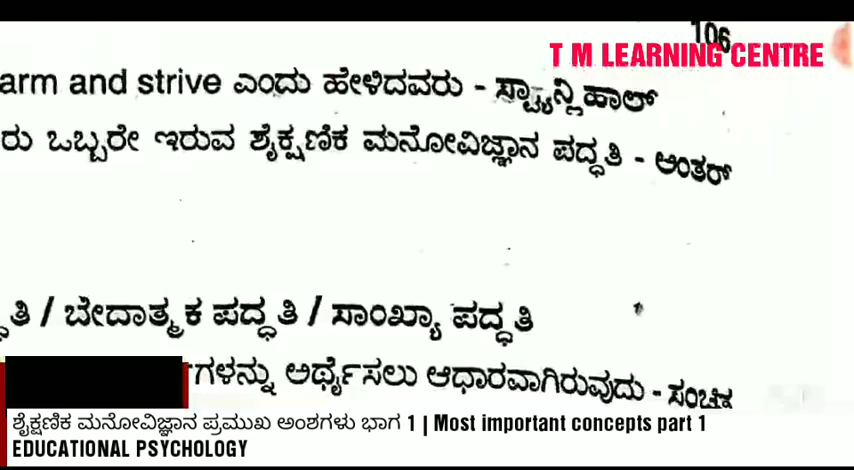 106
T M LEARNING CENTRE
arm and strive ಎಂದು ಹೇಳಿದವರು - ಸ್ಟ್ಯಾನ್ಲಿಹಾಲ್
ರು ಒಬ್ಬರೇ ಇರುವ ಶೈಕ್ಷಣಿಕ ಮನೋವಿಜ್ಞಾನ ಪದ್ಧತಿ - ಅಂತರ್
ತಿ / ಬೇದಾತ್ಮಕ ಪದ್ಧತಿ / ಸಾಂಖ್ಯಾ ಪದ್ಧತಿ
ಗಳನ್ನು ಅರ್ಥೈಸಲು ಆಧಾರವಾಗಿರುವುದು -
ಶೈಕ್ಷಣಿಕ ಮನೋವಿಜ್ಞಾನ ಪ್ರಮುಖ ಅಂಶಗಳು ಭಾಗ 1 | Most important concepts part 1
EDUCATIONAL PSYCHOLOGY